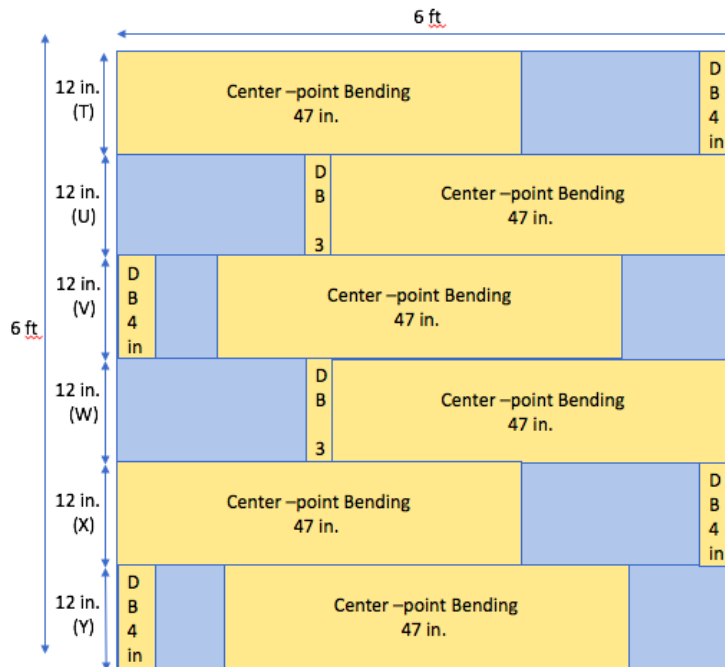 6 ft
12 in.
(T)
Center –point Bending
47 in.
D
B
4
in
12 in.
(U)
D
B
3
Center –point Bending
47 in.
12 in.
(V)
D
B
4
in
Center –point Bending
47 in.
6 ft
12 in.
(W)
D
B
3
Center –point Bending
47 in.
12 in.
(X)
Center –point Bending
47 in.
D
B
4
in
12 in.
(Y)
D
B
4
in
Center –point Bending
47 in.